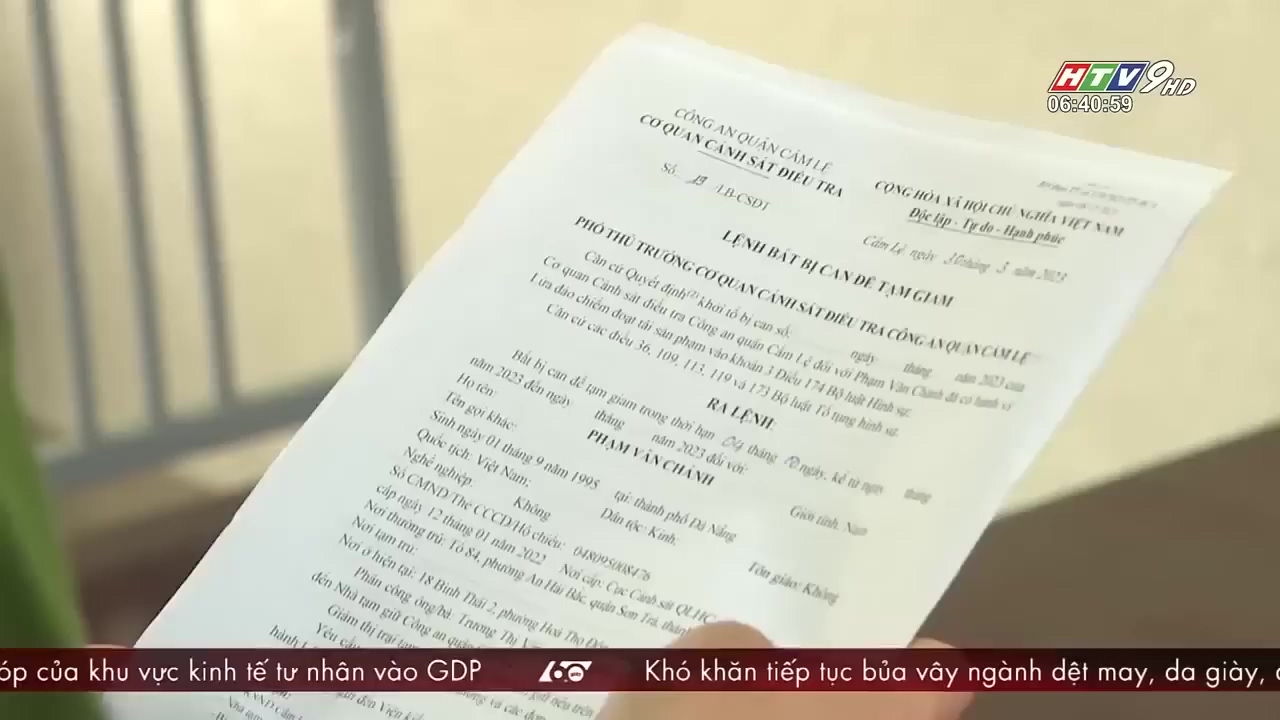 HTV9 HD
06:40:59
CÔNG AN QUẬN CẨM LỆ
CƠ QUAN CẢNH SÁT ĐIỀU TRA
Số: 19 /LB-CSĐT
CỘNG HÒA XÃ HỘI CHỦ NGHĨA VIỆT NAM
Độc lập - Tự do - Hạnh phúc
Cẩm Lệ, ngày 30 tháng 3 năm 2023
LỆNH BẮT BỊ CAN ĐỂ TẠM GIAM
PHÓ THỦ TRƯỞNG CƠ QUAN CẢNH SÁT ĐIỀU TRA CÔNG AN QUẬN CẨM LỆ
Căn cứ Quyết định khởi tố bị can số: ngày tháng năm 2023 của
Cơ quan Cảnh sát điều tra Công an quận Cẩm Lệ đối với Phạm Văn Chánh đã có hành vi
Lừa đảo chiếm đoạt tài sản phạm vào khoản 3 Điều 174 Bộ luật Hình sự.
Căn cứ các điều 36, 109, 113, 119 và 173 Bộ luật Tố tụng hình sự.
RA LỆNH:
Bắt bị can để tạm giam trong thời hạn 04 tháng ngày, kể từ ngày tháng
năm 2023 đến ngày tháng năm 2023 đối với:
Họ tên: PHẠM VĂN CHÁNH Giới tính: Nam
Tên gọi khác:
Sinh ngày 01 tháng 9 năm 1995 tại: thành phố Đà Nẵng
Quốc tịch: Việt Nam; Dân tộc: Kinh; Tôn giáo: Không
Nghề nghiệp: Không
Số CMND/Thẻ CCCD/Hộ chiếu: 048095008476
cấp ngày 12 tháng 01 năm 2022 Nơi cấp: Cục Cảnh sát QLHC
Nơi thường trú: Tổ 84, phường An Hải Bắc, quận Sơn Trà, thành
Nơi tạm trú:
Nơi ở hiện tại: 18 Bình Thái 2, phường Hoà Thọ Đông
Phân công ông/bà: Trương Thị
đến Nhà tạm giữ Công an quận
Giám thị trại tạm
Yêu cầu
hành
óp của khu vực kinh tế tư nhân vào GDP
60 giây
Khó khăn tiếp tục bủa vây ngành dệt may, da giày,